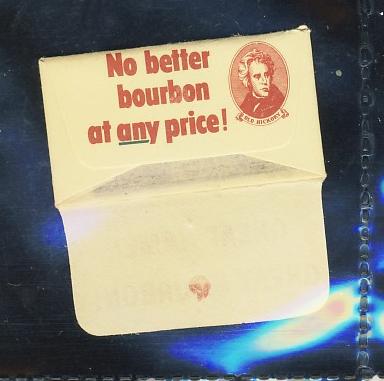 No better
bourbon
at any price!
OLD HICKORY